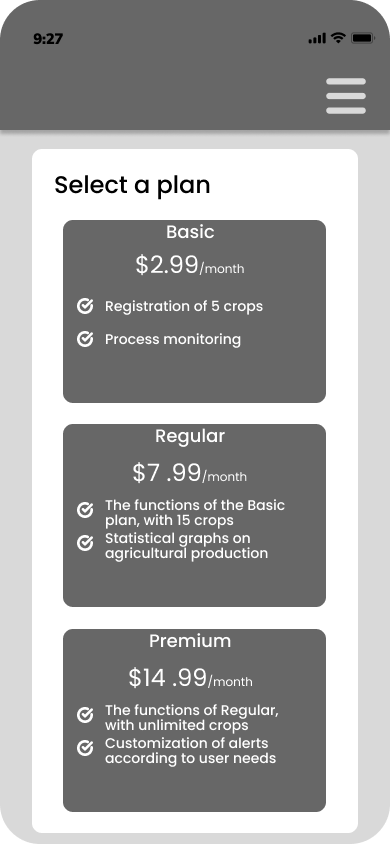 9:27
Select a plan
Basic
$2.99/month
Registration of 5 crops
Process monitoring
Regular
$7 .99/month
The functions of the Basic
plan, with 15 crops
Statistical graphs on
agricultural production
Premium
$14 .99/month
The functions of Regular,
with unlimited crops
Customization of alerts
according to user needs